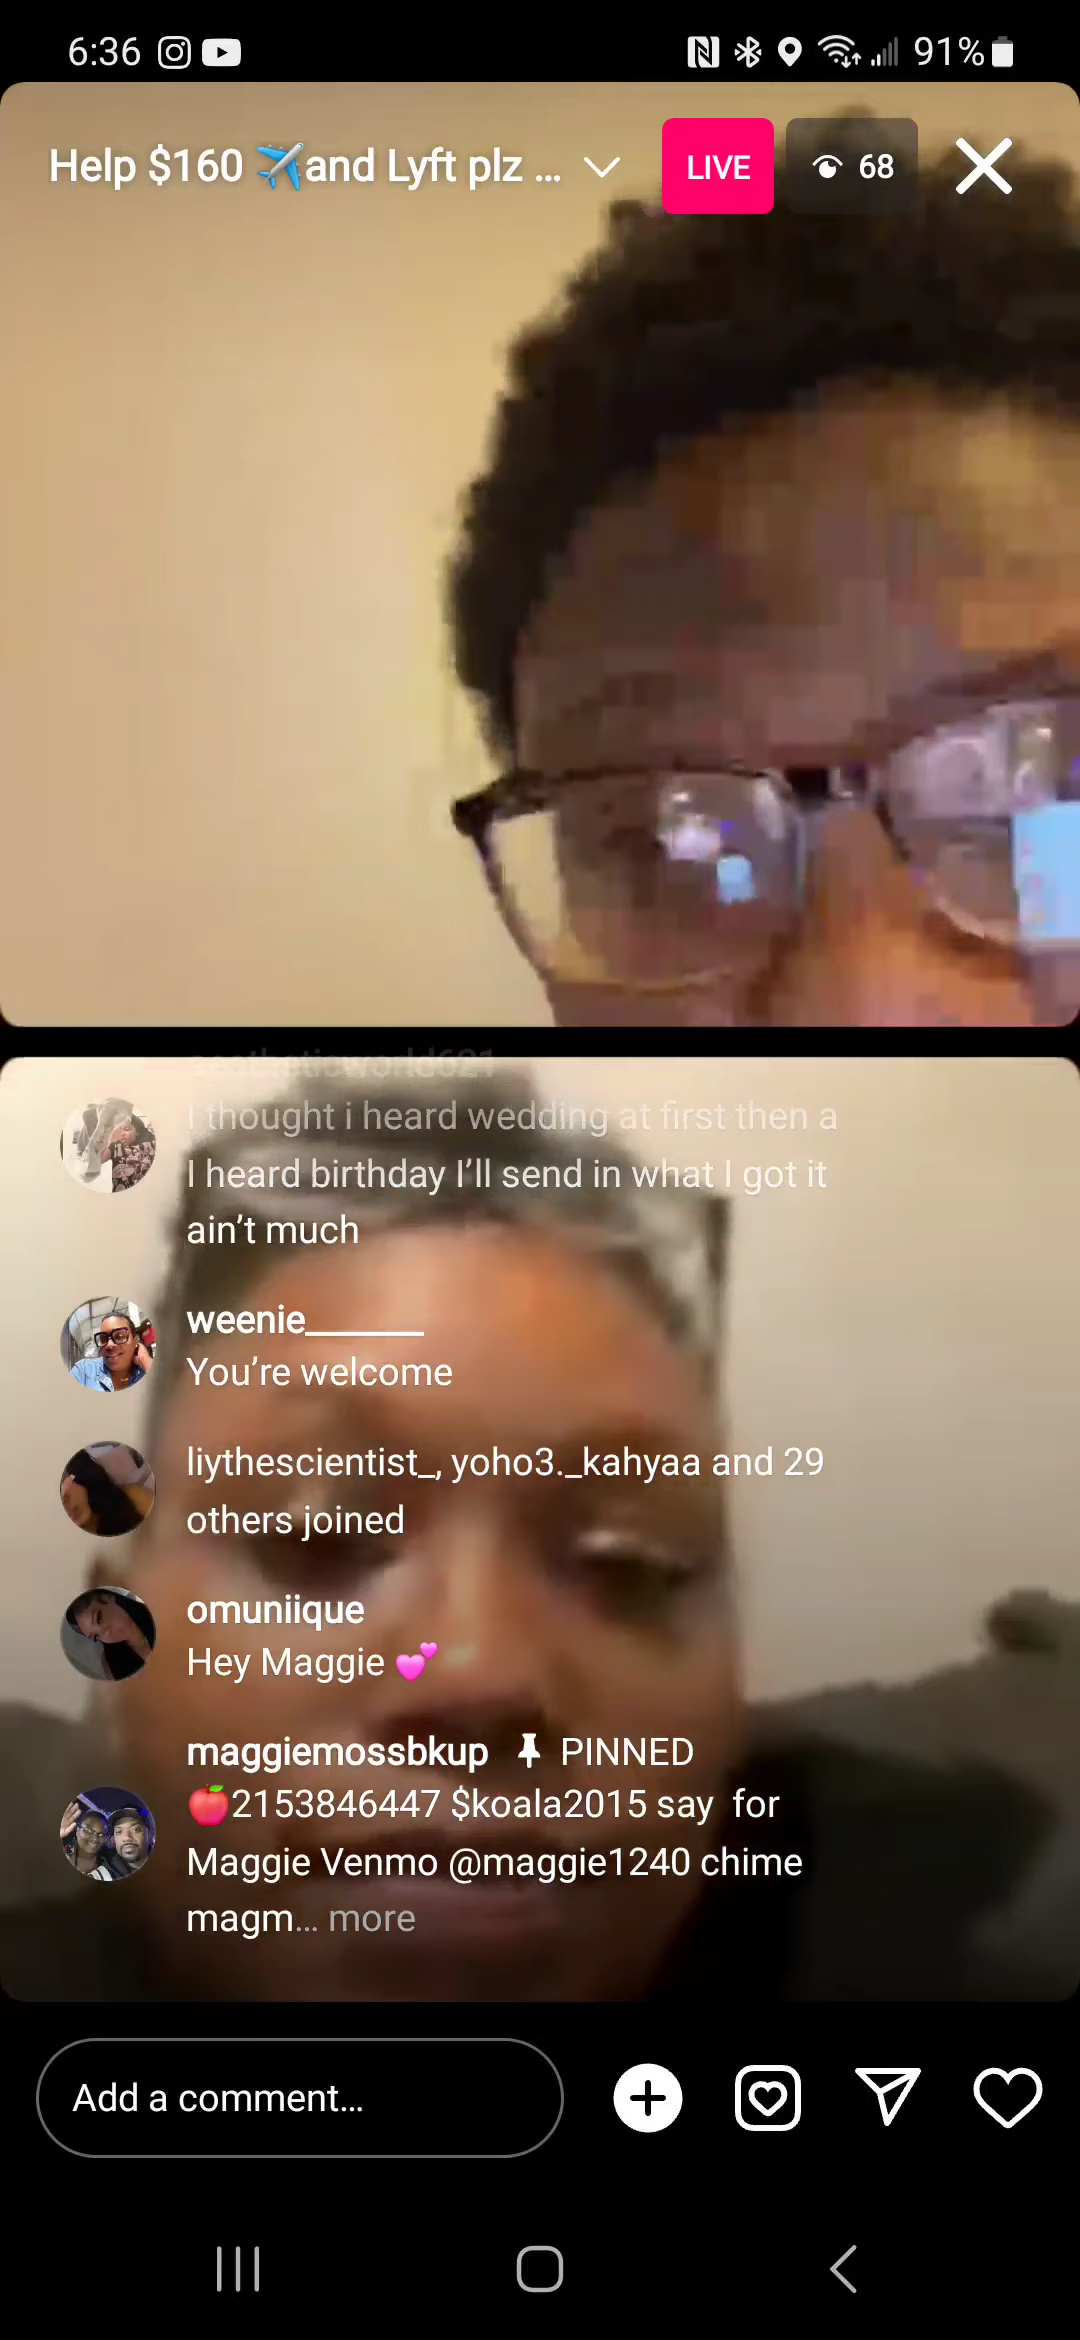 6:36 91%
Help $160 ✈️and Lyft plz ... LIVE 68
aestheticworld621
I thought i heard wedding at first then a
I heard birthday I'll send in what I got it
ain't much
weenie_______
You're welcome
liythescientist_, yoho3._kahyaa and 29
others joined
omuniique
Hey Maggie 💕
maggiemossbkup 📌 PINNED
🍎2153846447 $koala2015 say for
Maggie Venmo @maggie1240 chime
magm... more
Add a comment...